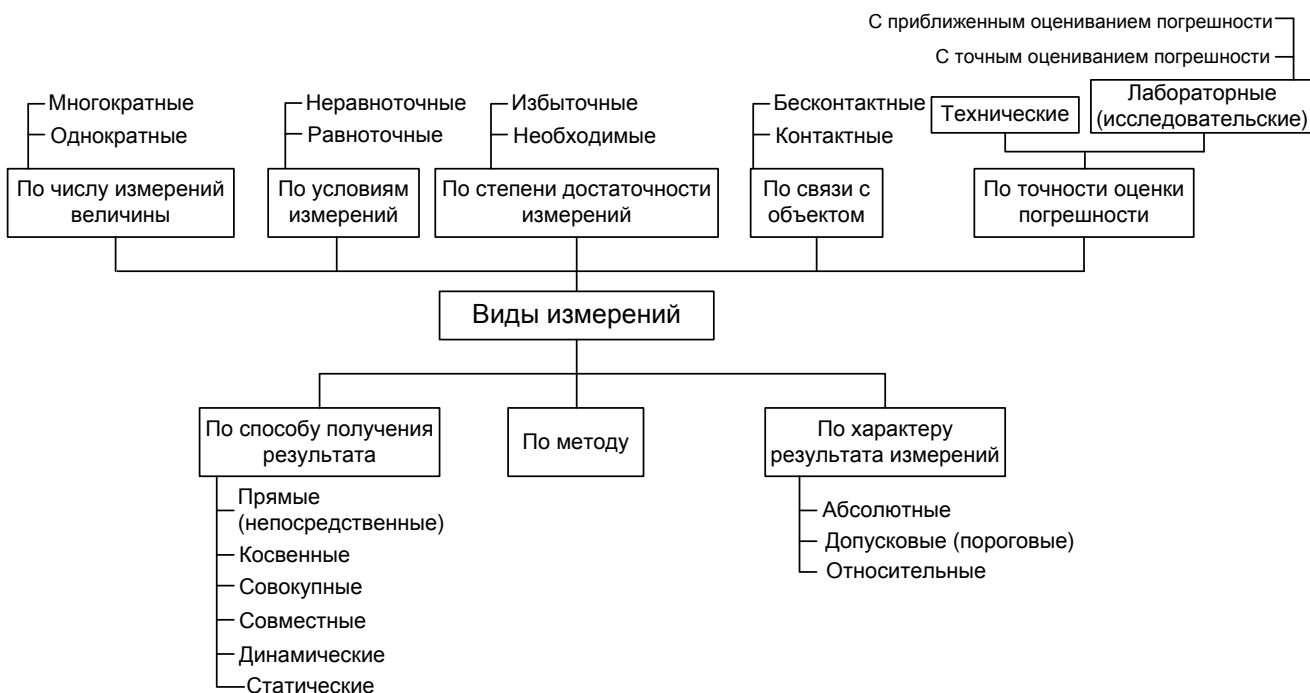 С приближенным оцениванием погрешности
С точным оцениванием погрешности
Многократные
Однократные
По числу измерений
величины
Неравноточные
Равноточные
По условиям
измерений
Избыточные
Необходимые
По степени достаточности
измерений
Бесконтактные
Контактные
По связи с
объектом
Технические
Лабораторные
(исследовательские)
По точности оценки
погрешности
Виды измерений
По способу получения
результата
Прямые
(непосредственные)
Косвенные
Совокупные
Совместные
Динамические
Статические
По методу
По характеру
результата измерений
Абсолютные
Допусковые (пороговые)
Относительные